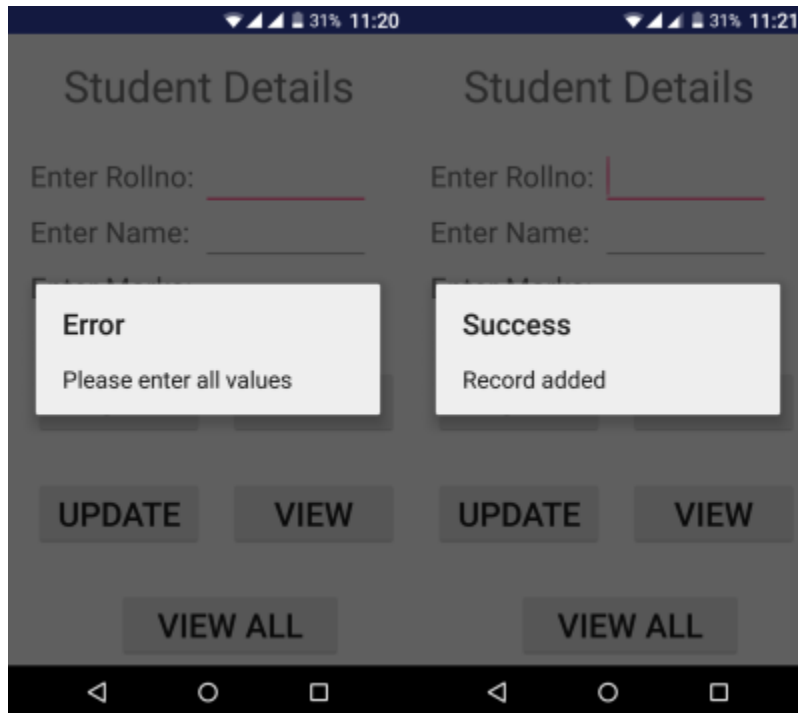 31% 11:20
Student Details
Enter Rollno:
Enter Name:
Error
Please enter all values
UPDATE VIEW
VIEW ALL
31% 11:21
Student Details
Enter Rollno:
Enter Name:
Success
Record added
UPDATE VIEW
VIEW ALL